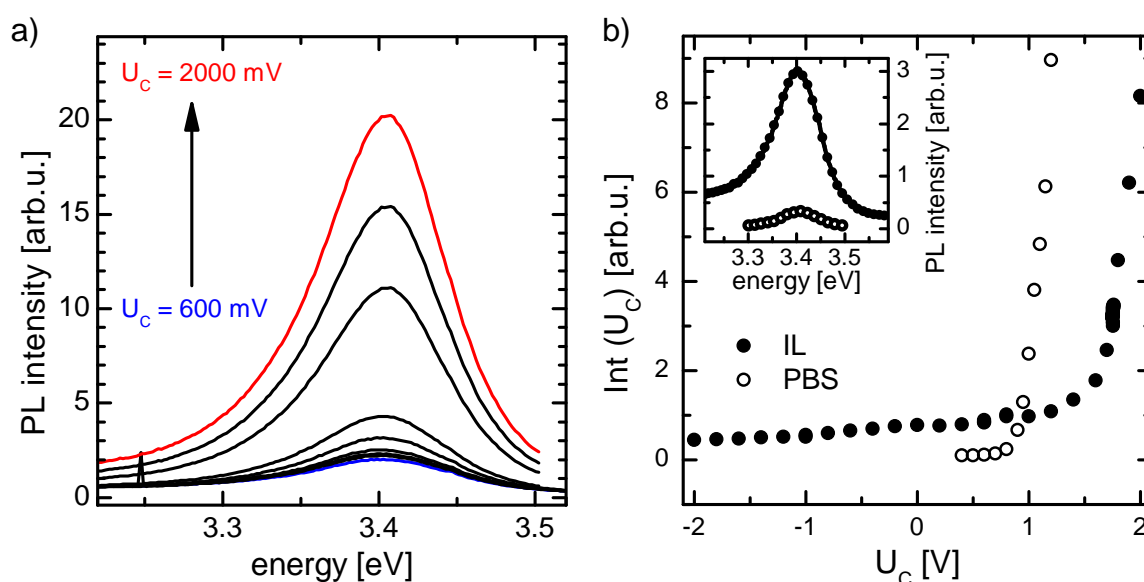 a)
U_C = 2000 mV
U_C = 600 mV
PL intensity [arb.u.]
20
15
10
5
0
3.3
3.4
3.5
energy [eV]
b)
Int (U_C) [arb.u.]
8
6
4
2
0
-2
-1
0
1
2
U_C [V]
IL
PBS
PL intensity [arb.u.]
3
2
1
0
3.3
3.4
3.5
energy [eV]